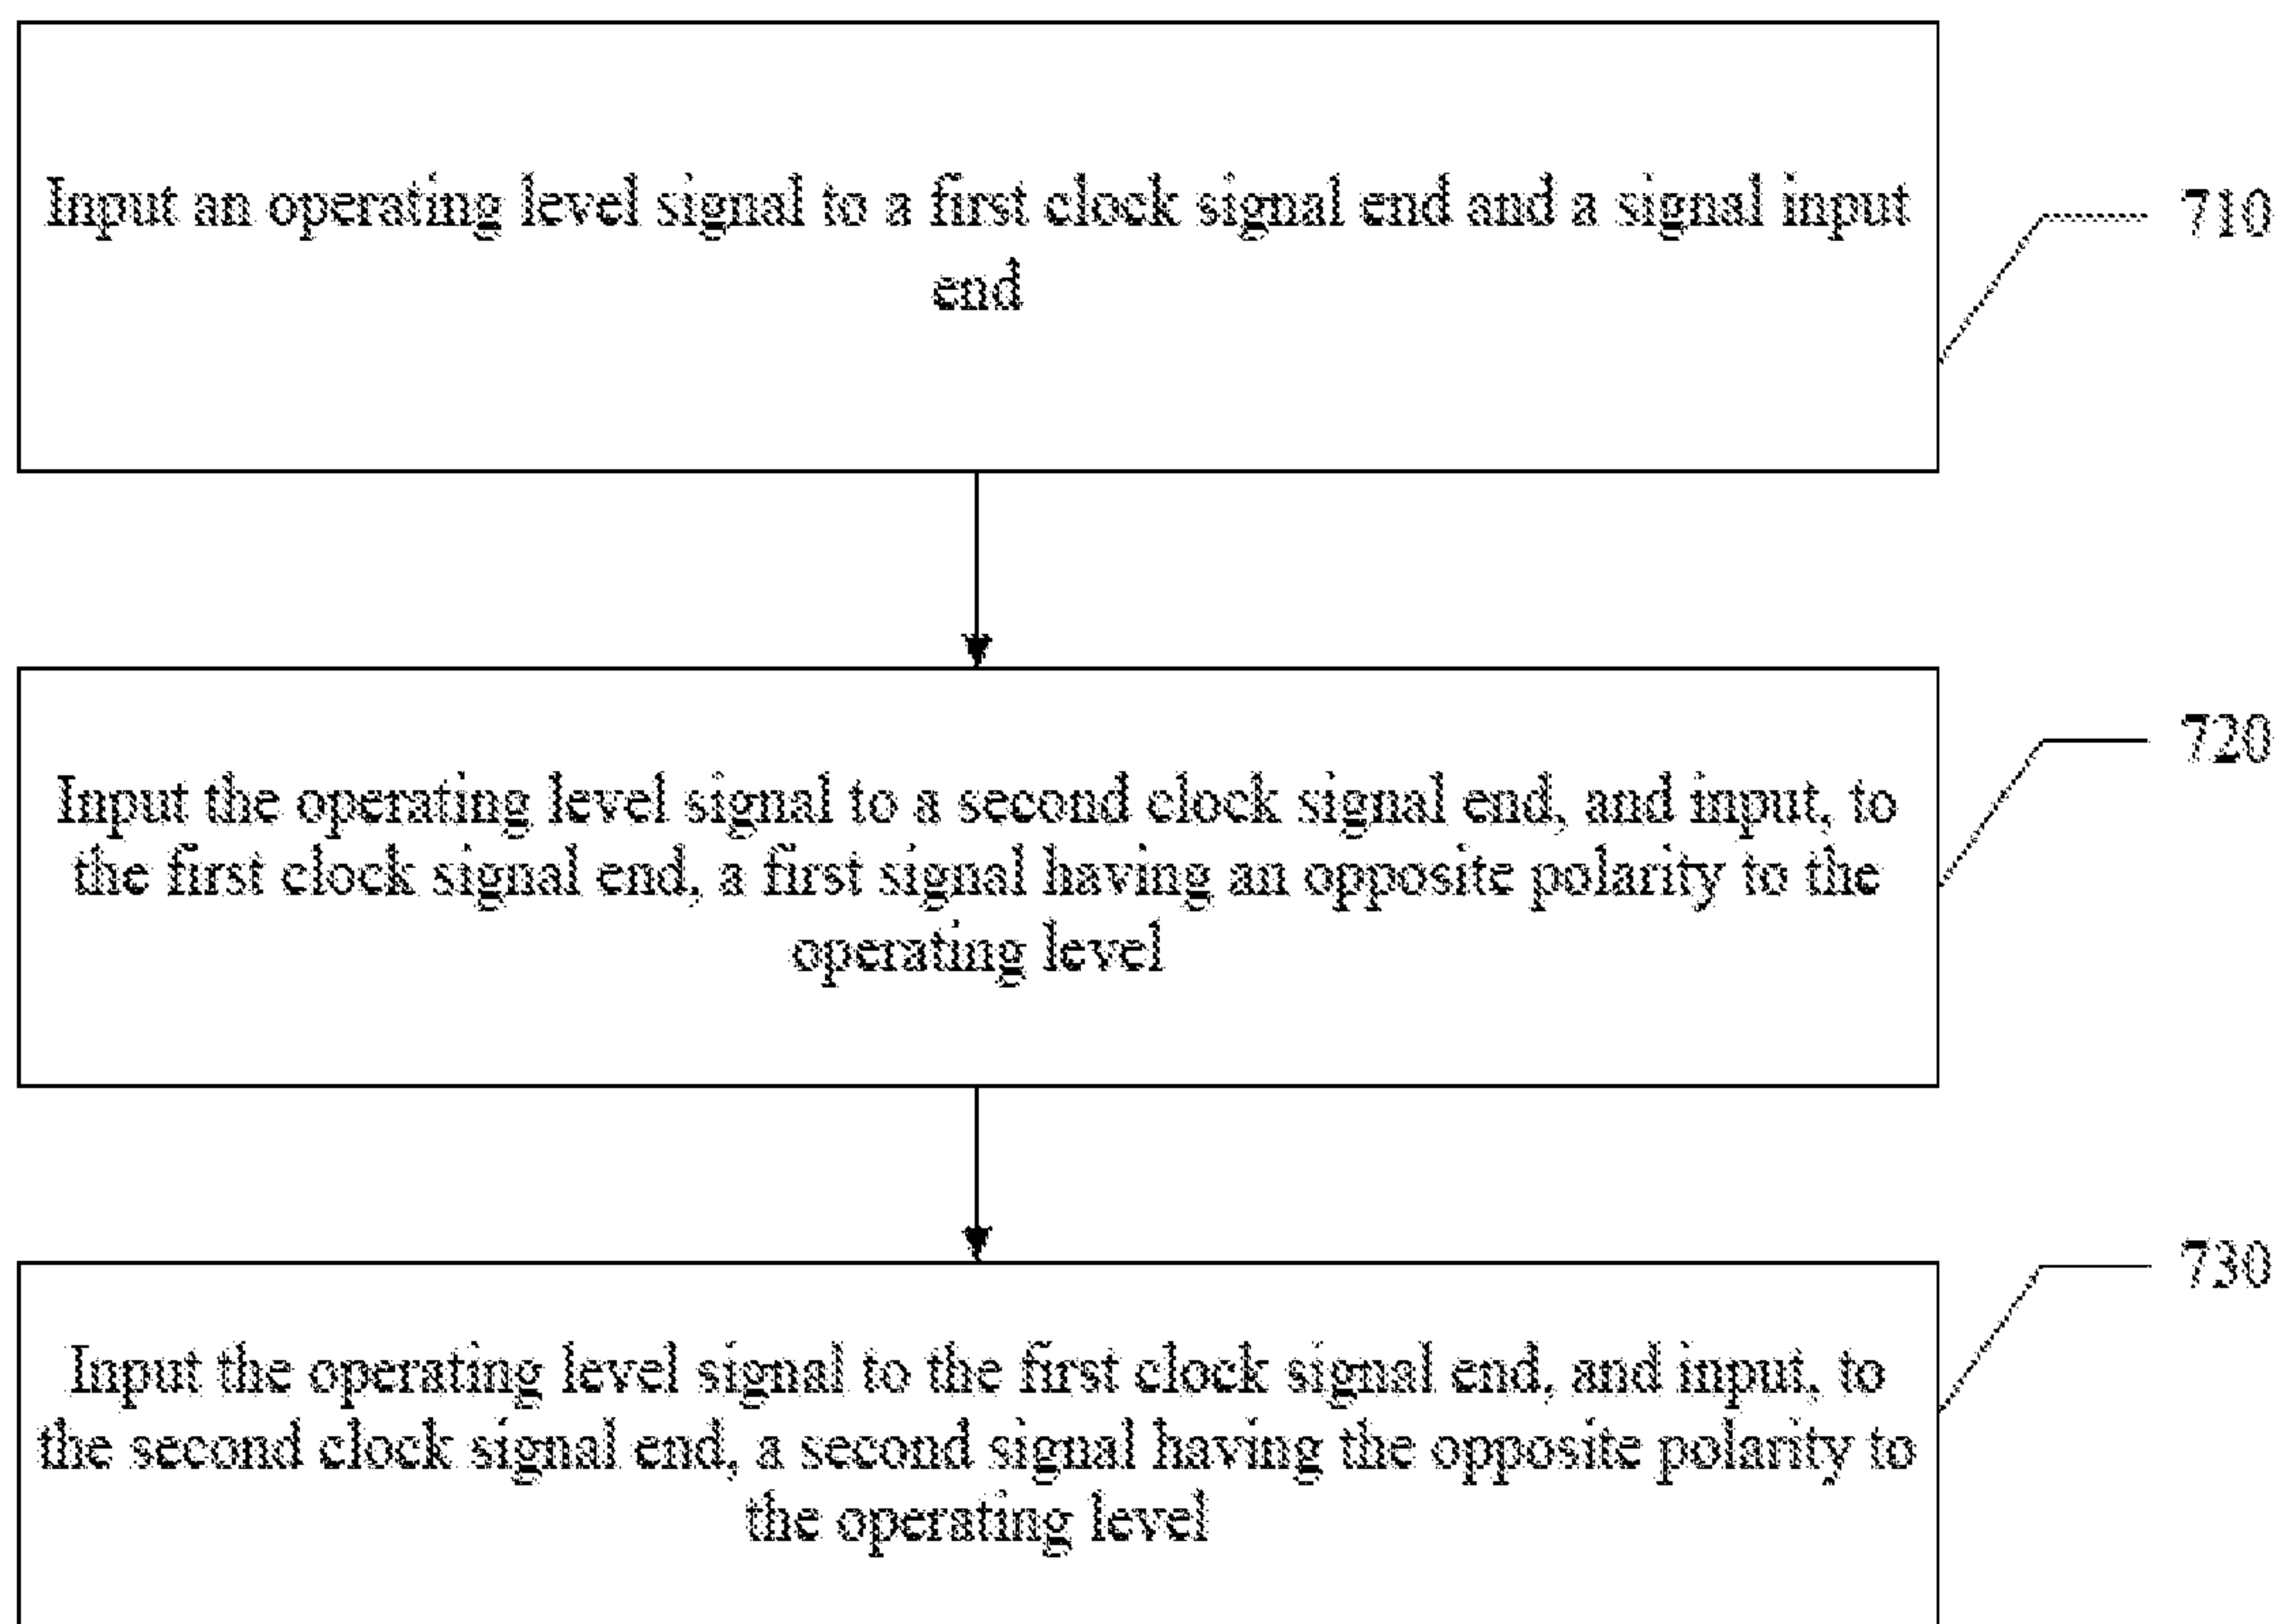 Input an operating level signal to a first clock signal end and a signal input
end
710
Input the operating level signal to a second clock signal end, and input, to
the first clock signal end, a first signal having an opposite polarity to the
operating level
720
Input the operating level signal to the first clock signal end, and input, to
the second clock signal end, a second signal having the opposite polarity to
the operating level
730